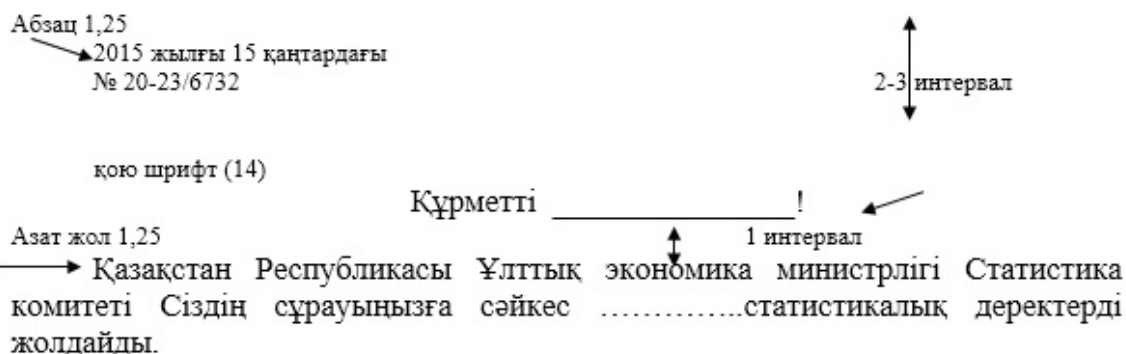 Абзац 1,25
2015 жылғы 15 қаңтардағы
№ 20-23/6732
2-3 интервал
қою шрифт (14)
Құрметті _________________!
Азат жол 1,25
1 интервал
Қазақстан Республикасы Ұлттық экономика министрлігі Статистика
комитеті Сіздің сұрауыңызға сәйкес …………..статистикалық деректерді
жолдайды.